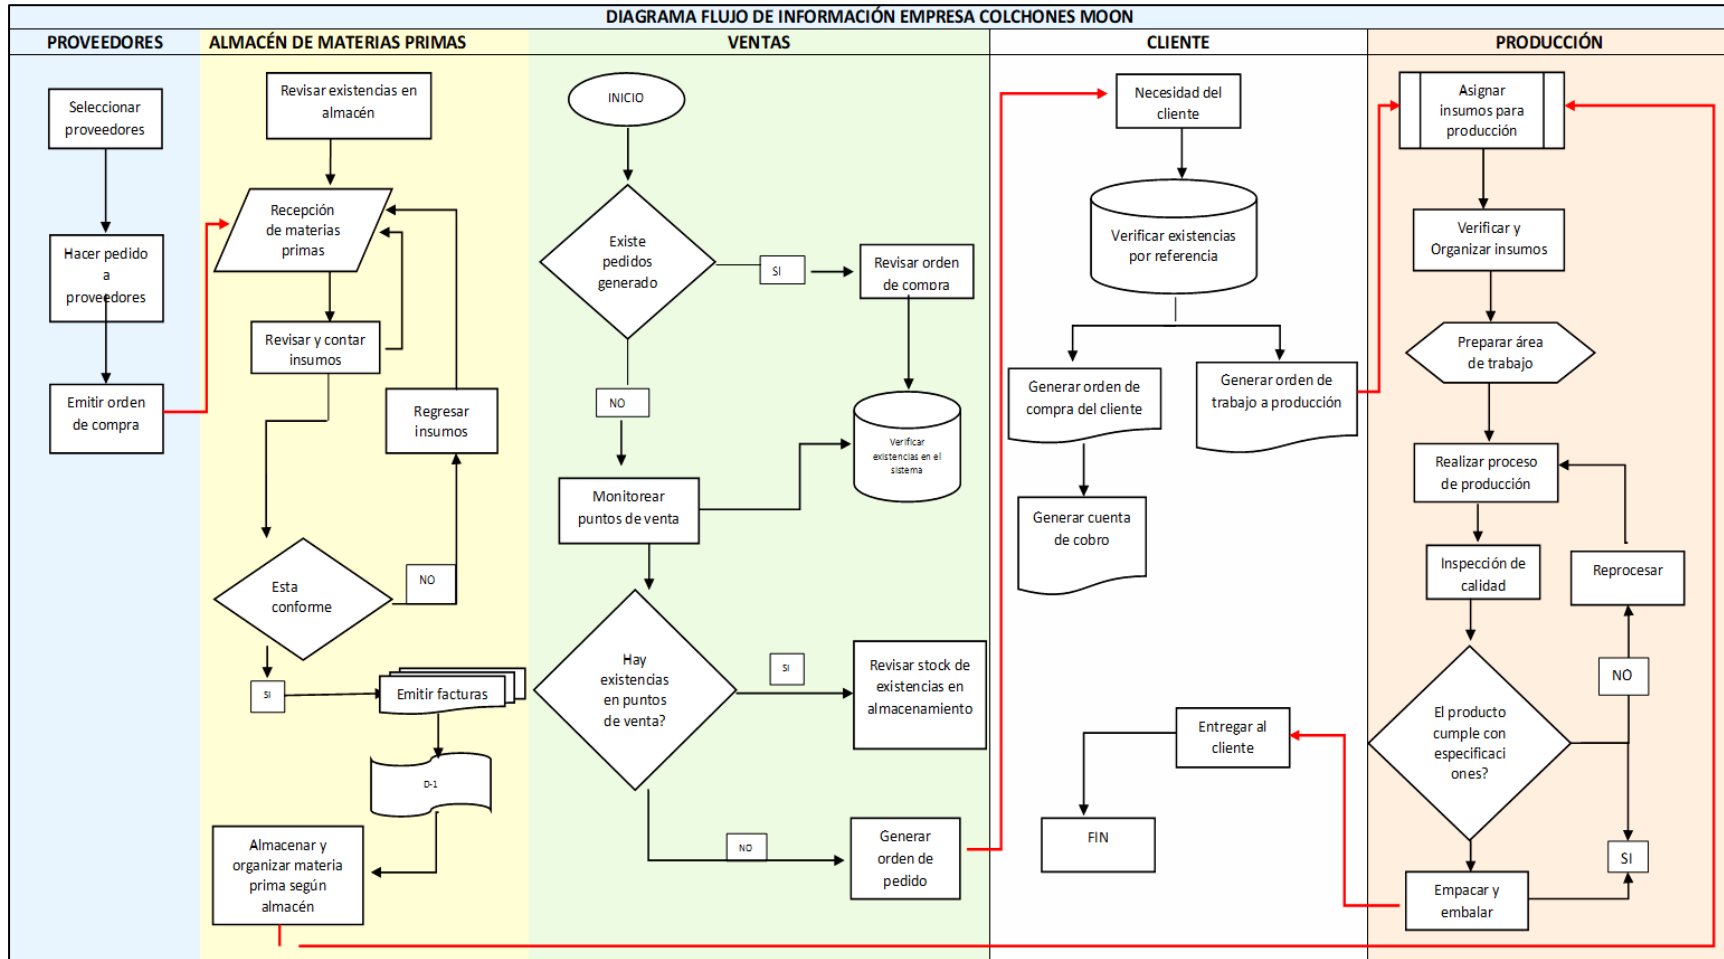 DIAGRAMA FLUJO DE INFORMACIÓN EMPRESA COLCHONES MOON
PROVEEDORES
ALMACÉN DE MATERIAS PRIMAS
VENTAS
CLIENTE
PRODUCCIÓN
Seleccionar
proveedores
Hacer pedido
a
proveedores
Emitir orden
de compra
Revisar existencias en
almacén
Recepción
de materias
primas
Revisar y contar
insumos
Regresar
insumos
Esta
conforme
NO
SI
Emitir facturas
D-1
Almacenar y
organizar materia
prima según
almacén
INICIO
Existe
pedidos
generado
SI
Revisar orden
de compra
NO
Verificar
existencias en el
sistema
Monitorear
puntos de venta
Hay
existencias
en puntos
de venta?
SI
Revisar stock de
existencias en
almacenamiento
NO
Generar
orden de
pedido
Necesidad del
cliente
Verificar existencias
por referencia
Generar orden de
compra del cliente
Generar orden de
trabajo a producción
Generar cuenta
de cobro
Entregar al
cliente
FIN
Asignar
insumos para
producción
Verificar y
Organizar insumos
Preparar área
de trabajo
Realizar proceso
de producción
Inspección de
calidad
Reprocesar
NO
El producto
cumple con
especificaci
ones?
SI
Empacar y
embalar